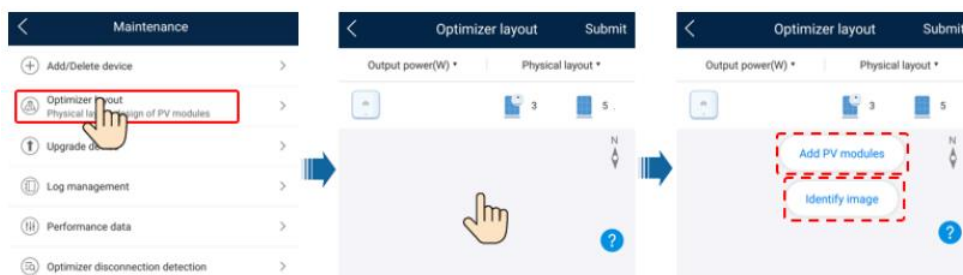 Maintenance
Add/Delete device
Optimizer layout
Physical layout design of PV modules
Upgrade device
Log management
Performance data
Optimizer disconnection detection
Optimizer layout Submit
Output power(W) Physical layout
3 5
N
?
Optimizer layout Submit
Output power(W) Physical layout
3 5
N
Add PV modules
Identify image
?